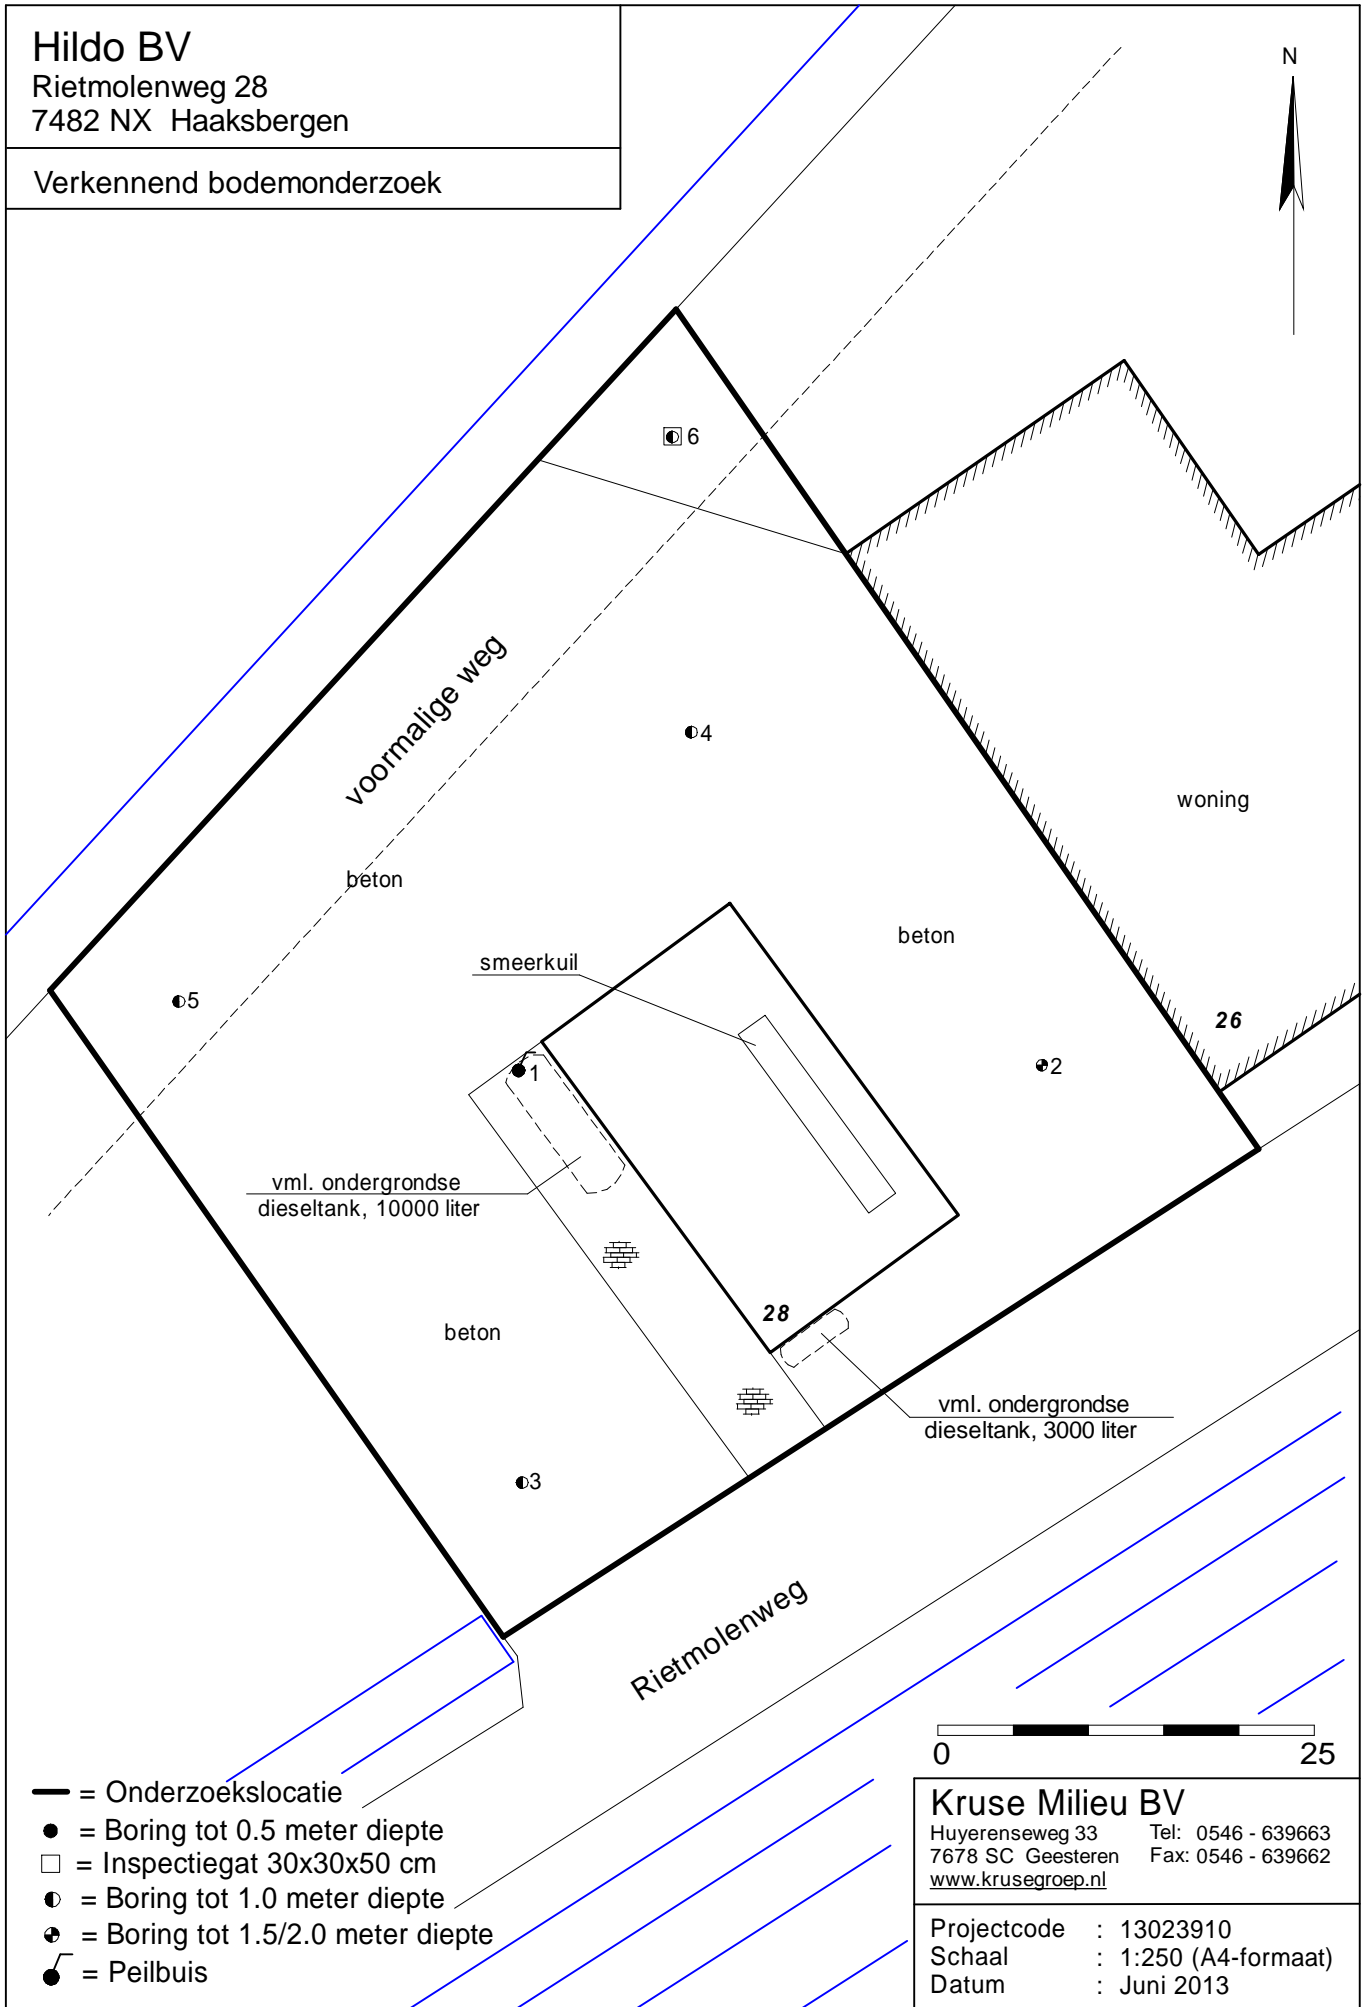 Hildo BV
Rietmolenweg 28
7482 NX Haaksbergen
Verkennend bodemonderzoek
N
6
voormalige weg
4
woning
beton
beton
smeerkuil
5
26
1
2
vml. ondergrondse
dieseltank, 10000 liter
28
beton
vml. ondergrondse
dieseltank, 3000 liter
3
Rietmolenweg
0 25
= Onderzoekslocatie
= Boring tot 0.5 meter diepte
= Inspectiegat 30x30x50 cm
= Boring tot 1.0 meter diepte
= Boring tot 1.5/2.0 meter diepte
= Peilbuis
Kruse Milieu BV
Huyerenseweg 33 Tel: 0546 - 639663
7678 SC Geesteren Fax: 0546 - 639662
www.krusegroep.nl
Projectcode : 13023910
Schaal : 1:250 (A4-formaat)
Datum : Juni 2013